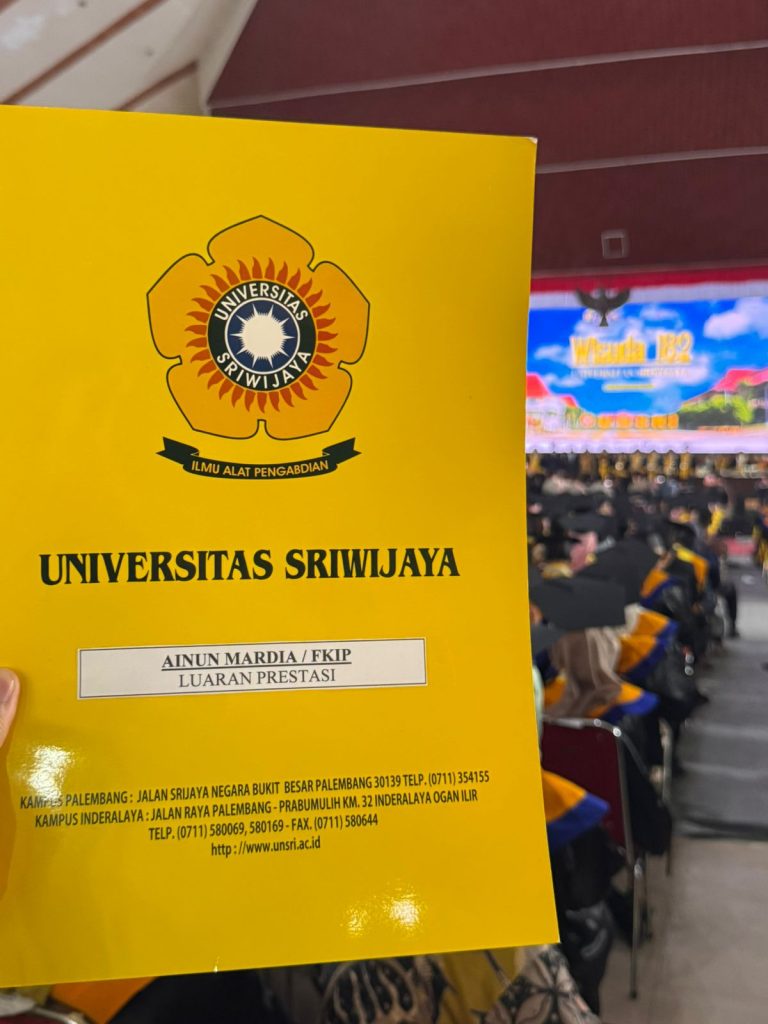 UNIVERSITAS
SRIWIJAYA
ILMU ALAT PENGABDIAN
UNIVERSITAS SRIWIJAYA
AINUN MARDIA / FKIP
LUARAN PRESTASI
KAMPUS PALEMBANG : JALAN SRIJAYA NEGARA BUKIT BESAR PALEMBANG 30139 TELP. (0711) 354155
KAMPUS INDERALAYA : JALAN RAYA PALEMBANG - PRABUMULIH KM. 32 INDERALAYA OGAN ILIR
TELP. (0711) 580069, 580169 - FAX. (0711) 580644
http : //www.unsri.ac.id
Wisuda 182
UNIVERSITAS SRIWIJAYA